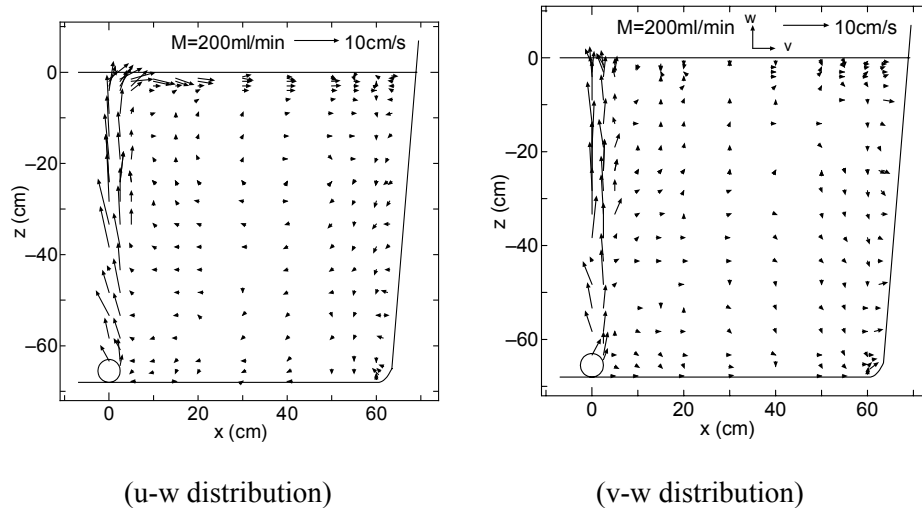 M=200ml/min 10cm/s
0
–20
–40
–60
z (cm)
0 20 40 60
x (cm)
(u-w distribution)
M=200ml/min 10cm/s
w
v
0
–20
–40
–60
z (cm)
0 20 40 60
x (cm)
(v-w distribution)